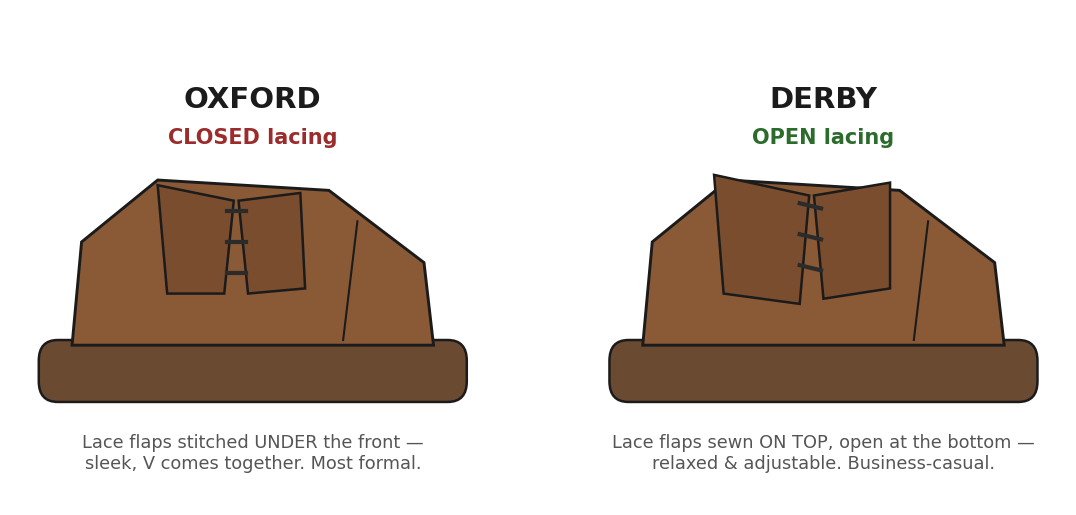 OXFORD
CLOSED lacing
Lace flaps stitched UNDER the front —
sleek, V comes together. Most formal.
DERBY
OPEN lacing
Lace flaps sewn ON TOP, open at the bottom —
relaxed & adjustable. Business-casual.